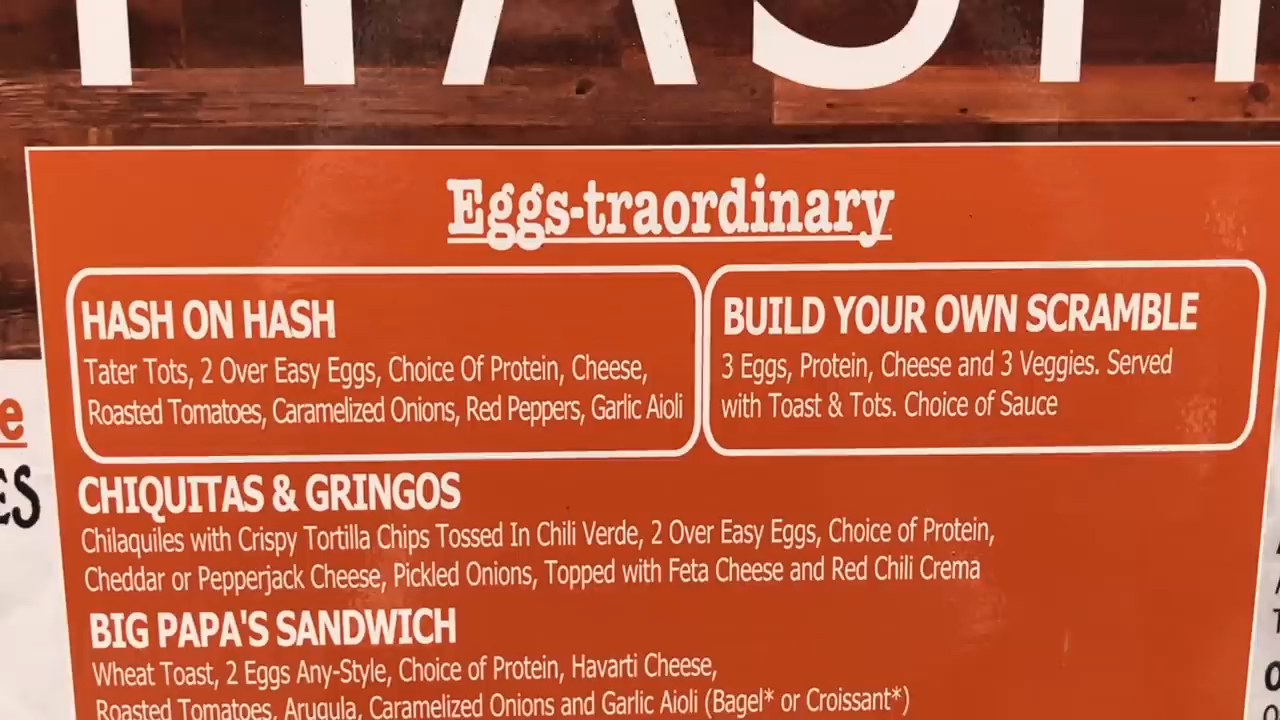 HASH
Eggs-traordinary
HASH ON HASH
Tater Tots, 2 Over Easy Eggs, Choice Of Protein, Cheese,
Roasted Tomatoes, Caramelized Onions, Red Peppers, Garlic Aioli
BUILD YOUR OWN SCRAMBLE
3 Eggs, Protein, Cheese and 3 Veggies. Served
with Toast & Tots. Choice of Sauce
e
ES
CHIQUITAS & GRINGOS
Chilaquiles with Crispy Tortilla Chips Tossed In Chili Verde, 2 Over Easy Eggs, Choice of Protein,
Cheddar or Pepperjack Cheese, Pickled Onions, Topped with Feta Cheese and Red Chili Crema
BIG PAPA'S SANDWICH
Wheat Toast, 2 Eggs Any-Style, Choice of Protein, Havarti Cheese,
Roasted Tomatoes, Arugula, Caramelized Onions and Garlic Aioli (Bagel* or Croissant*)